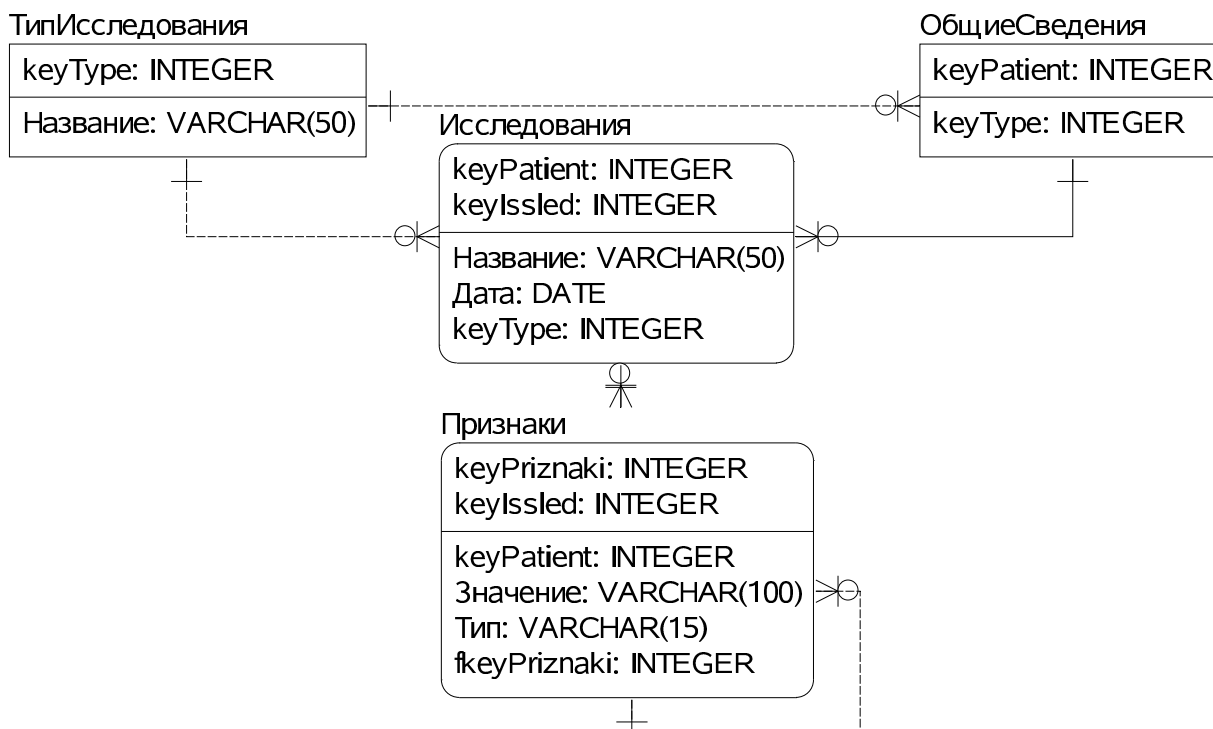 ТипИсследования
keyType: INTEGER
Название: VARCHAR(50)
ОбщиеСведения
keyPatient: INTEGER
keyType: INTEGER
Исследования
keyPatient: INTEGER
keyIssled: INTEGER
Название: VARCHAR(50)
Дата: DATE
keyType: INTEGER
Признаки
keyPriznaki: INTEGER
keyIssled: INTEGER
keyPatient: INTEGER
Значение: VARCHAR(100)
Тип: VARCHAR(15)
fkeyPriznaki: INTEGER